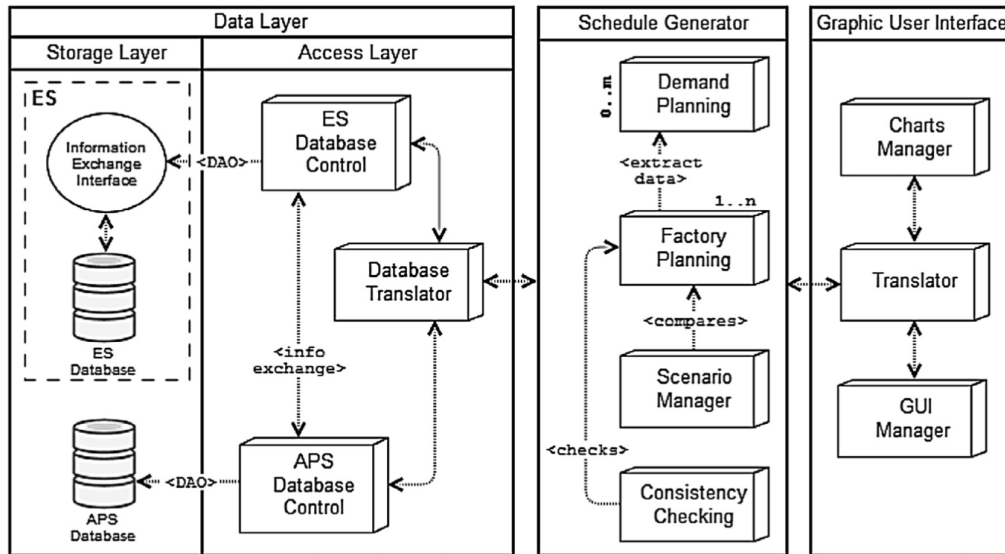 Data Layer
Storage Layer
Access Layer
ES
Information
Exchange
Interface
ES
Database
APS
Database
<DAO>
<DAO>
ES
Database
Control
Database
Translator
<info
exchange>
APS
Database
Control
Schedule Generator
0..m
Demand
Planning
<extract
data>
1..n
Factory
Planning
<compares>
Scenario
Manager
<checks>
Consistency
Checking
Graphic User Interface
Charts
Manager
Translator
GUI
Manager